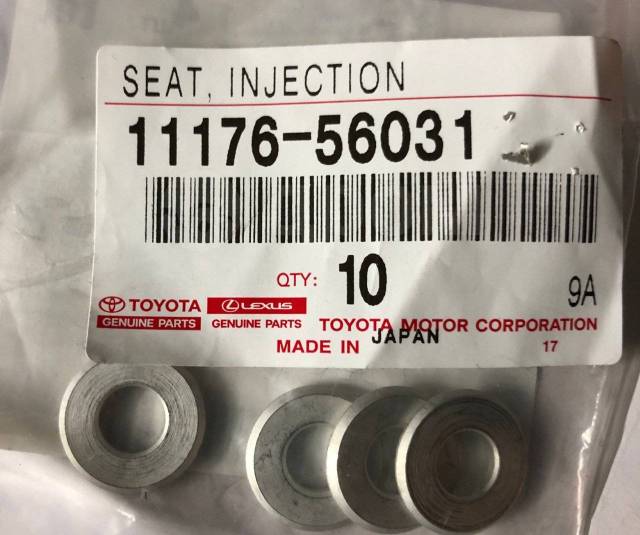 SEAT, INJECTION
11176-56031
QTY: 10
9A
TOYOTA LEXUS
GENUINE PARTS GENUINE PARTS TOYOTA MOTOR CORPORATION
MADE IN JAPAN 17